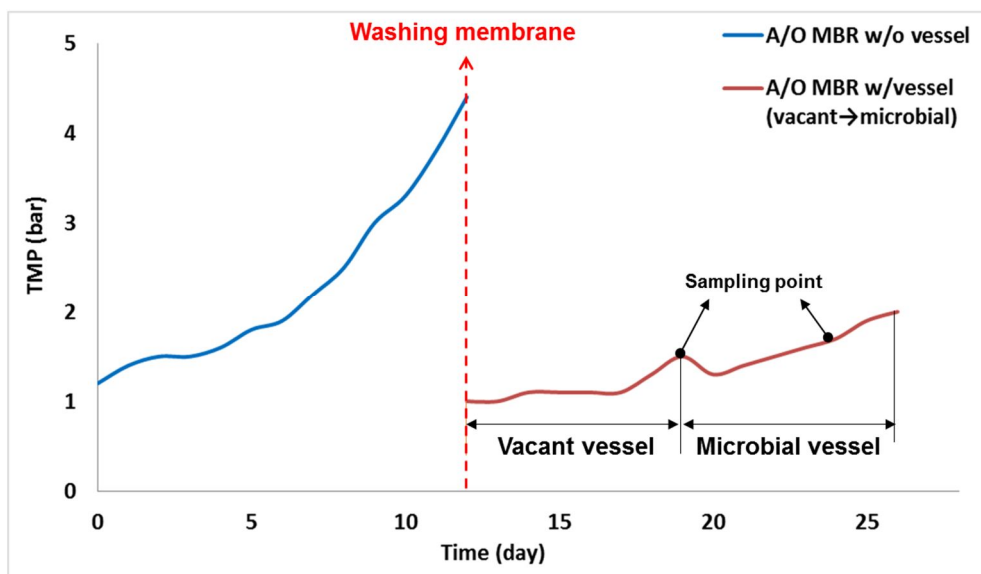 Washing membrane
A/O MBR w/o vessel
A/O MBR w/vessel
(vacant→microbial)
5
4
3
2
1
0
TMP (bar)
Sampling point
Vacant vessel
Microbial vessel
0
5
10
15
20
25
Time (day)